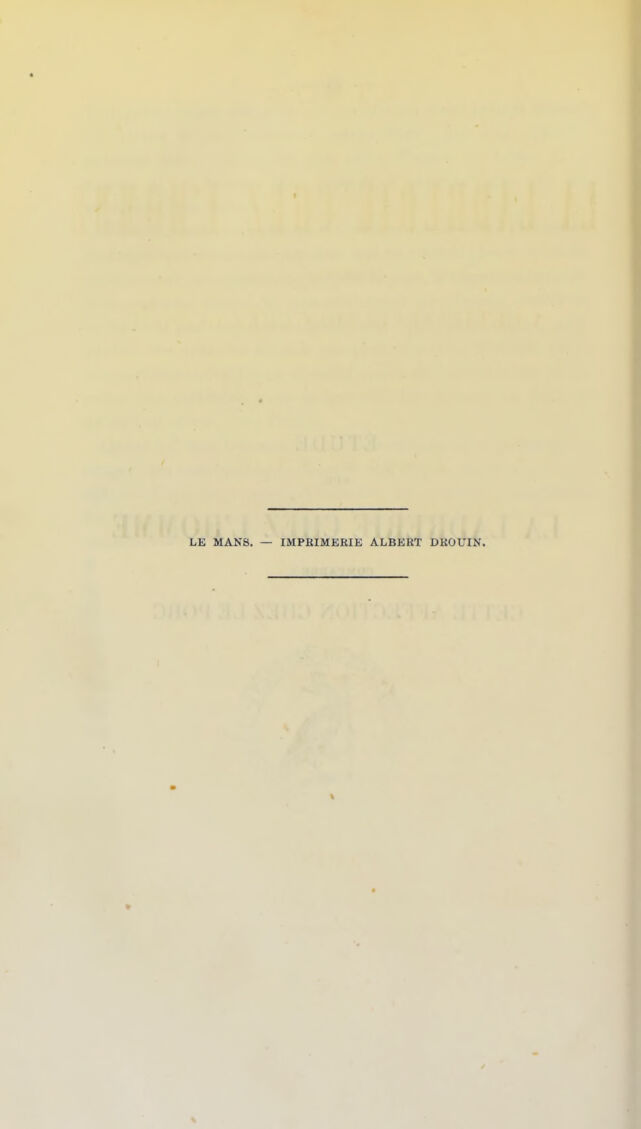 LE MANS. — IMPRIMERIE ALBERT DROUIN.